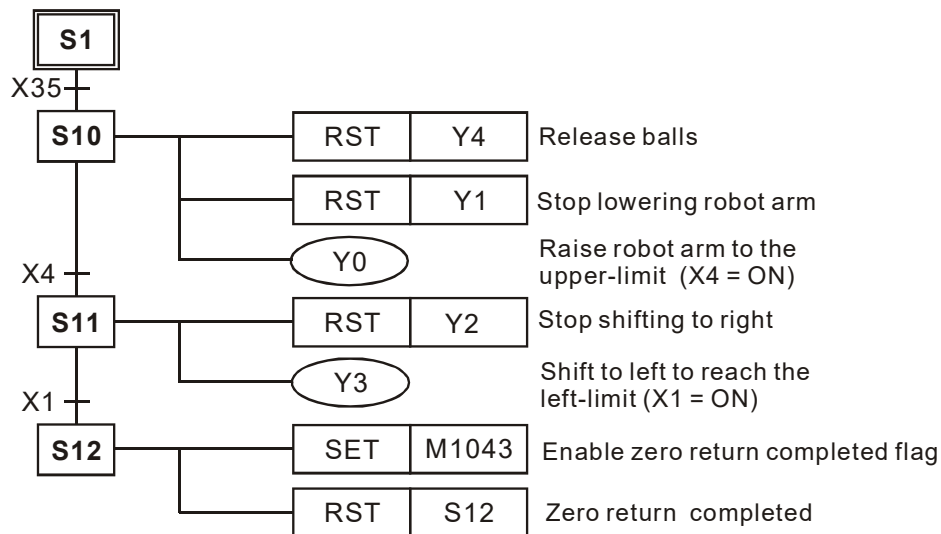 S1
X35
S10
RST Y4 Release balls
RST Y1 Stop lowering robot arm
Y0 Raise robot arm to the
upper-limit (X4 = ON)
X4
S11
RST Y2 Stop shifting to right
Y3 Shift to left to reach the
left-limit (X1 = ON)
X1
S12
SET M1043 Enable zero return completed flag
RST S12 Zero return completed